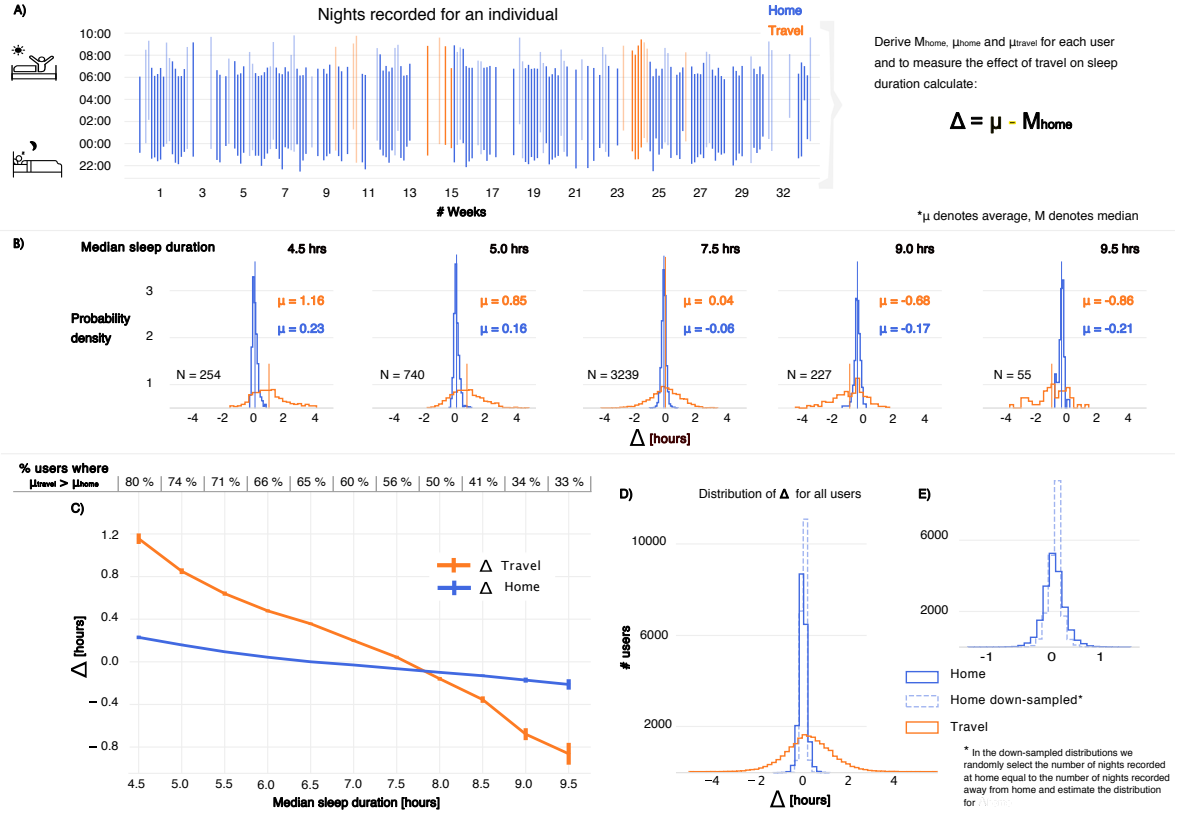 A)
Nights recorded for an individual
Home
Travel
10:00
08:00
06:00
04:00
02:00
00:00
22:00
1 3 5 7 9 11 13 15 17 19 21 23 25 27 29 32
# Weeks
Derive Mhome, μhome and μtravel for each user
and to measure the effect of travel on sleep
duration calculate:
Δ = μ - Mhome
*μ denotes average, M denotes median
B)
Median sleep duration
4.5 hrs 5.0 hrs 7.5 hrs 9.0 hrs 9.5 hrs
Probability
density
3
2
1
μ = 1.16
μ = 0.23
N = 254
-4 -2 0 2 4
μ = 0.85
μ = 0.16
N = 740
-4 -2 0 2 4
μ = 0.04
μ = -0.06
N = 3239
-4 -2 0 2 4
μ = -0.68
μ = -0.17
N = 227
-4 -2 0 2 4
μ = -0.86
μ = -0.21
N = 55
-4 -2 0 2 4
Δ [hours]
% users where
μtravel > μhome
80 % 74 % 71 % 66 % 65 % 60 % 56 % 50 % 41 % 34 % 33 %
C)
1.2
0.8
0.4
0.0
− 0.4
− 0.8
Δ [hours]
Δ Travel
Δ Home
4.5 5.0 5.5 6.0 6.5 7.0 7.5 8.0 8.5 9.0 9.5
Median sleep duration [hours]
D)
Distribution of Δ for all users
10000
6000
2000
# users
−4 −2 0 2 4
Δ [hours]
E)
6000
2000
-1 0 1
Home
Home down-sampled*
Travel
* In the down-sampled distributions we
randomly select the number of nights recorded
at home equal to the number of nights recorded
away from home and estimate the distribution
for Δ